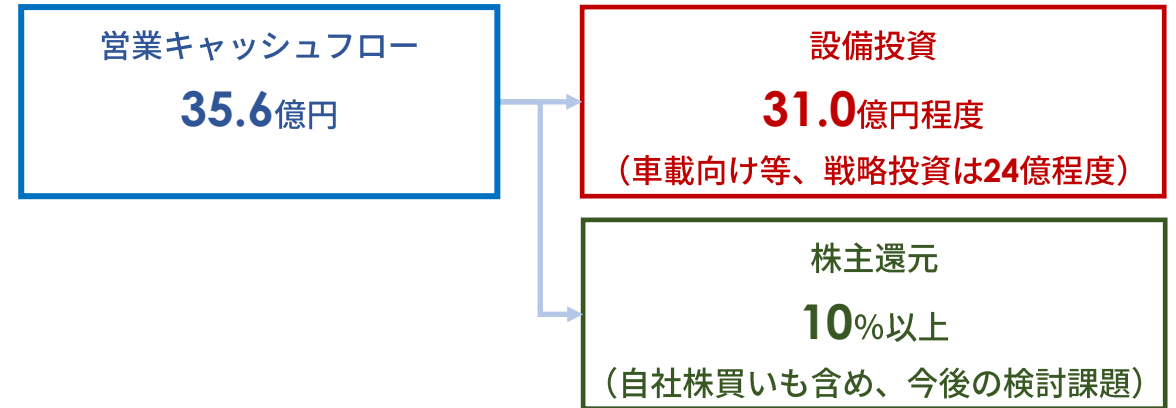 営業キャッシュフロー
35.6億円
設備投資
31.0億円程度
（車載向け等、戦略投資は24億程度）
株主還元
10%以上
（自社株買いも含め、今後の検討課題）